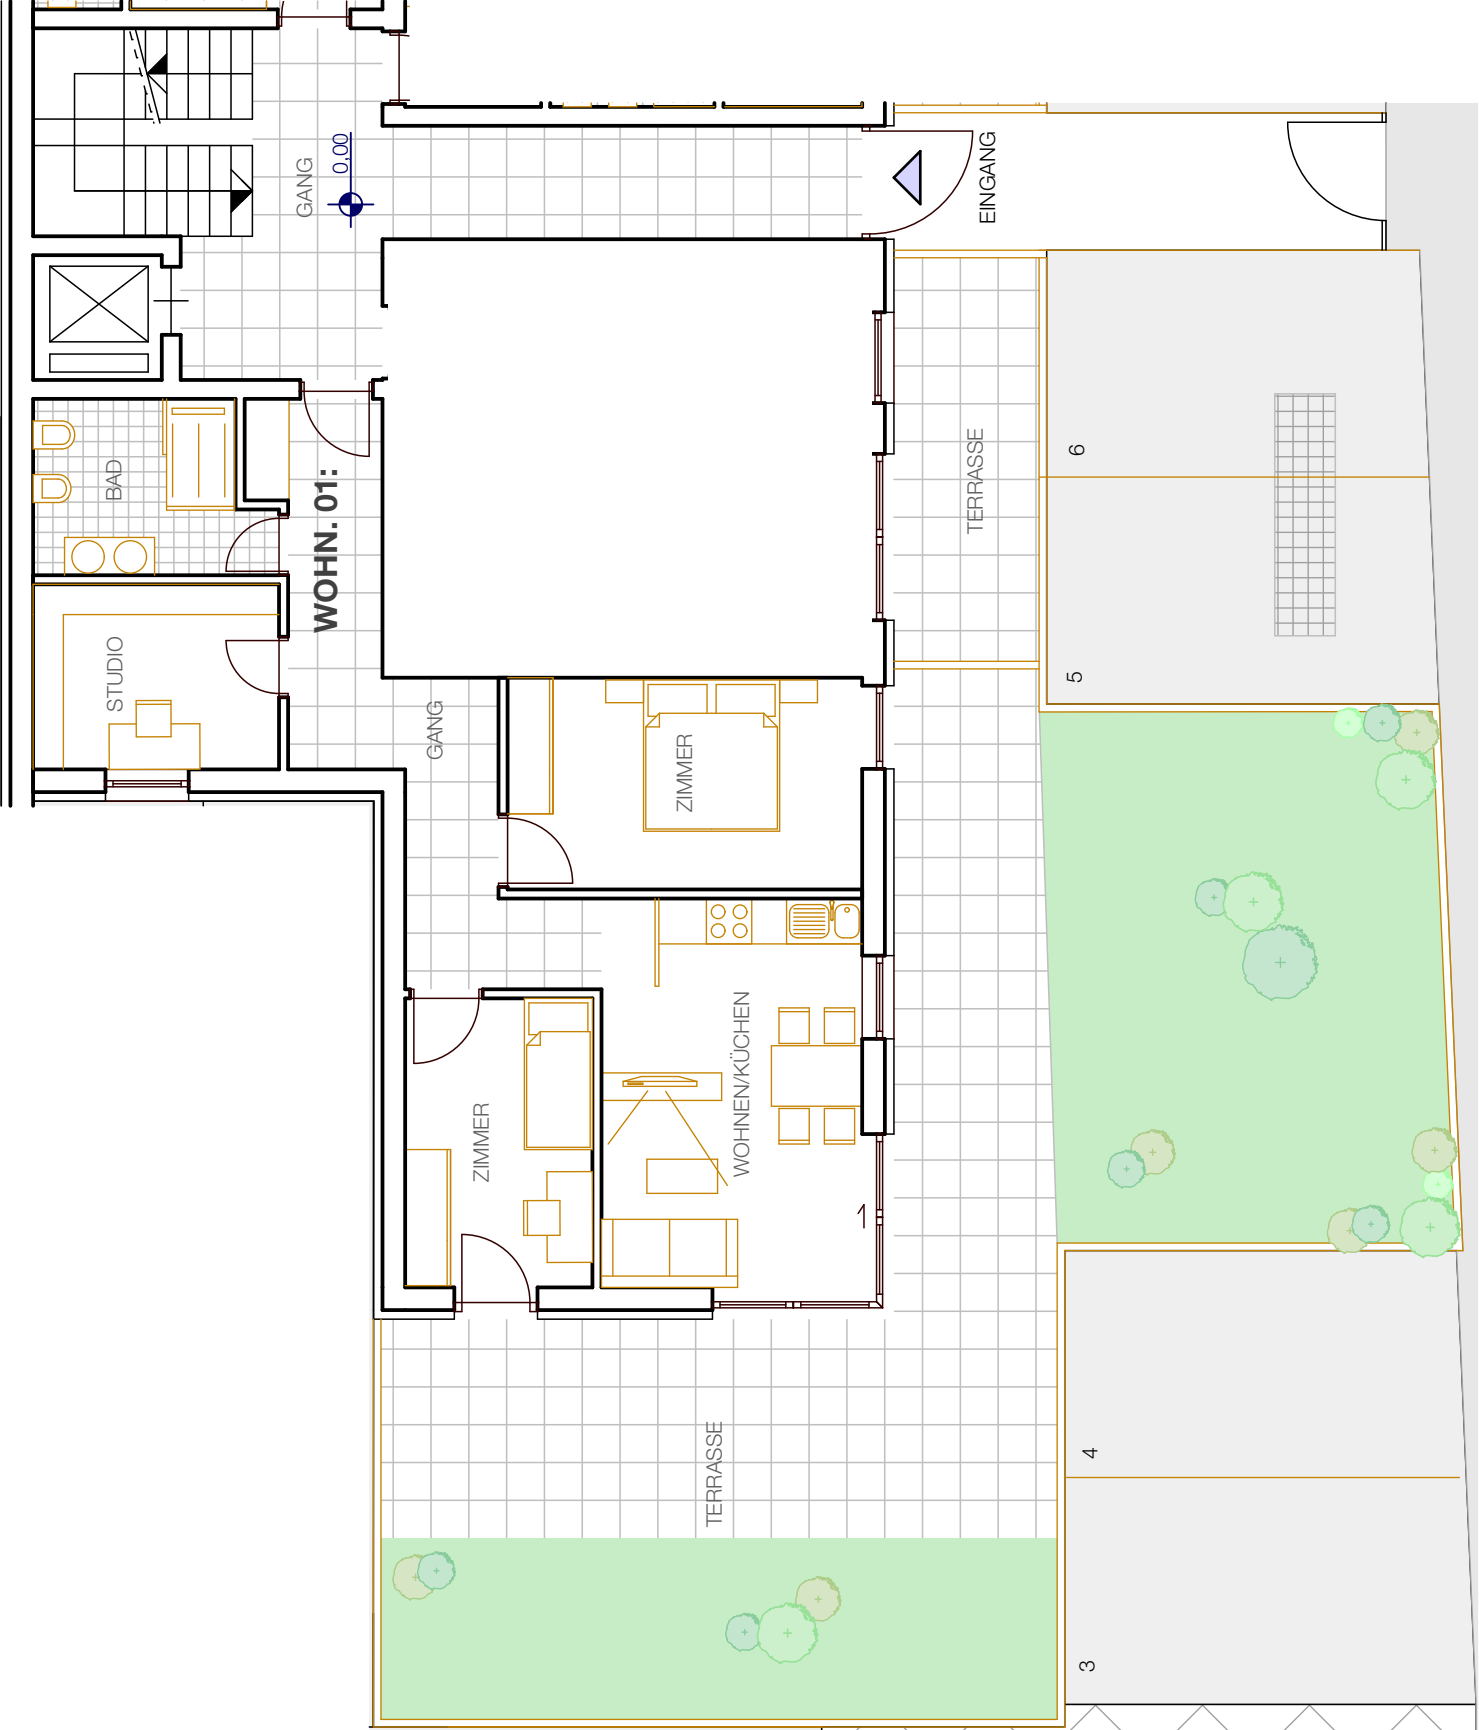 GANG
0,00
EINGANG
BAD
WOHN. 01:
TERRASSE
6
STUDIO
GANG
ZIMMER
5
ZIMMER
WOHNEN/KÜCHEN
1
TERRASSE
4
3